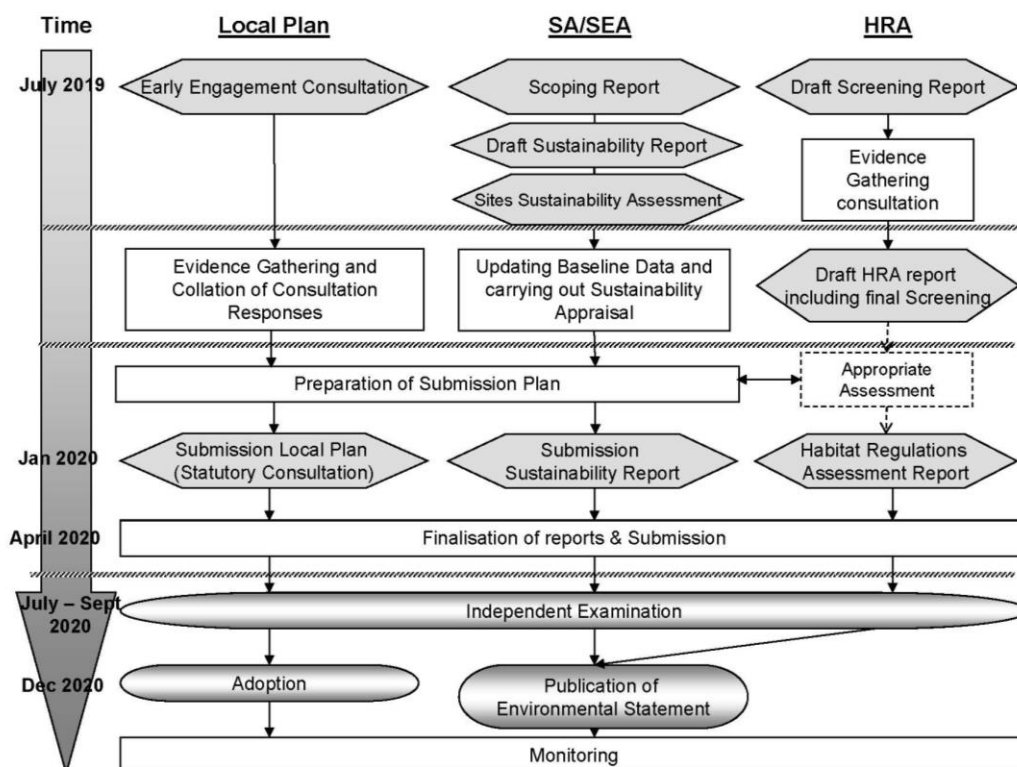 Time
Local Plan
SA/SEA
HRA
July 2019
Early Engagement Consultation
Scoping Report
Draft Screening Report
Draft Sustainability Report
Evidence
Gathering
consultation
Sites Sustainability Assessment
Evidence Gathering and
Collation of Consultation
Responses
Updating Baseline Data and
carrying out Sustainability
Appraisal
Draft HRA report
including final Screening
Preparation of Submission Plan
Appropriate
Assessment
Jan 2020
Submission Local Plan
(Statutory Consultation)
Submission
Sustainability Report
Habitat Regulations
Assessment Report
April 2020
Finalisation of reports & Submission
July – Sept
2020
Independent Examination
Dec 2020
Adoption
Publication of
Environmental Statement
Monitoring